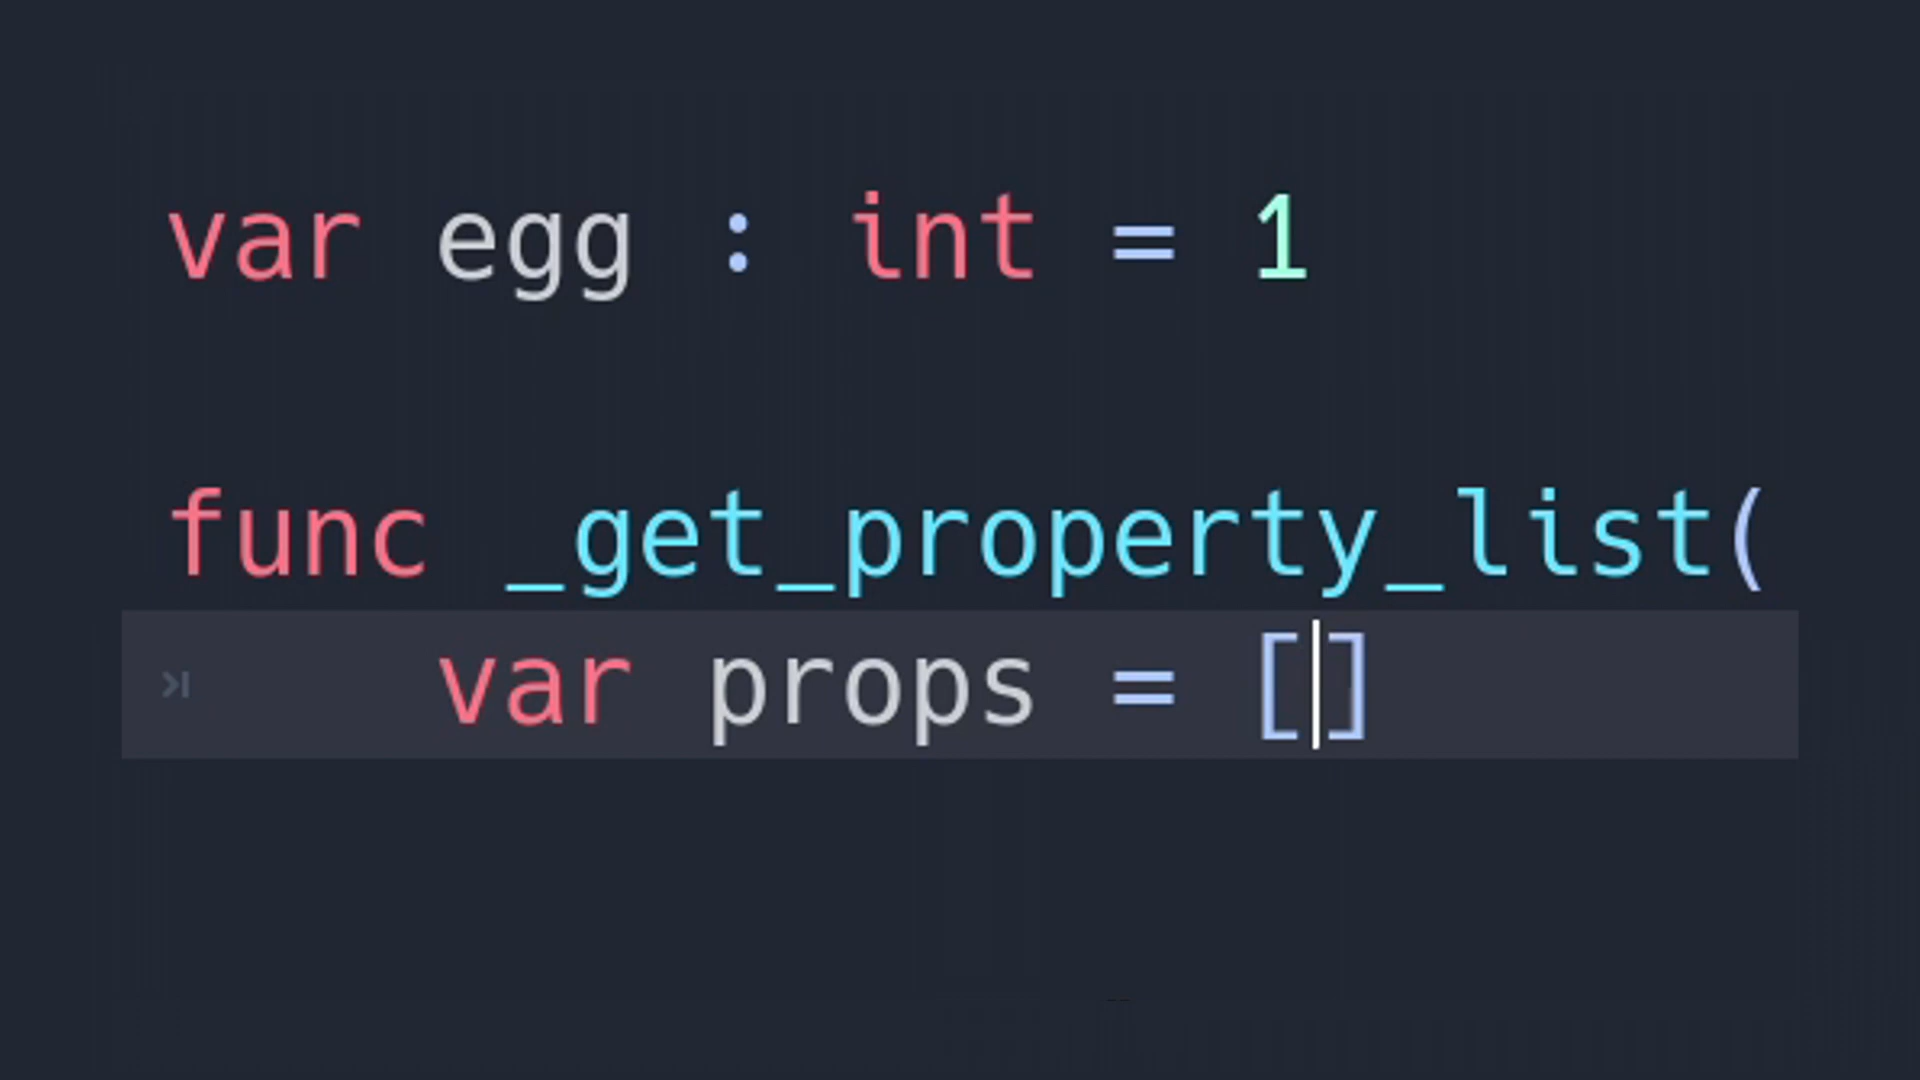 var egg : int = 1
func _get_property_list(
var props = []